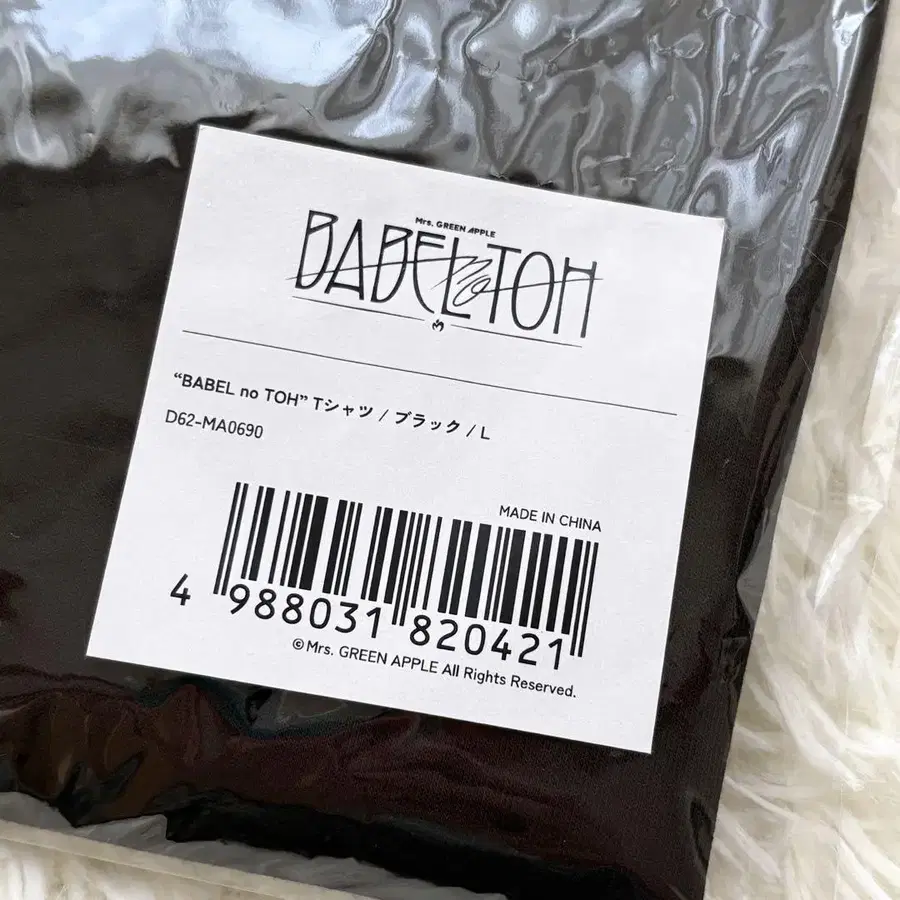 Mrs. GREEN APPLE
BABEL no TOH
“BABEL no TOH” Tシャツ / ブラック / L
D62-MA0690
MADE IN CHINA
4 988031 820421
©Mrs. GREEN APPLE All Rights Reserved.